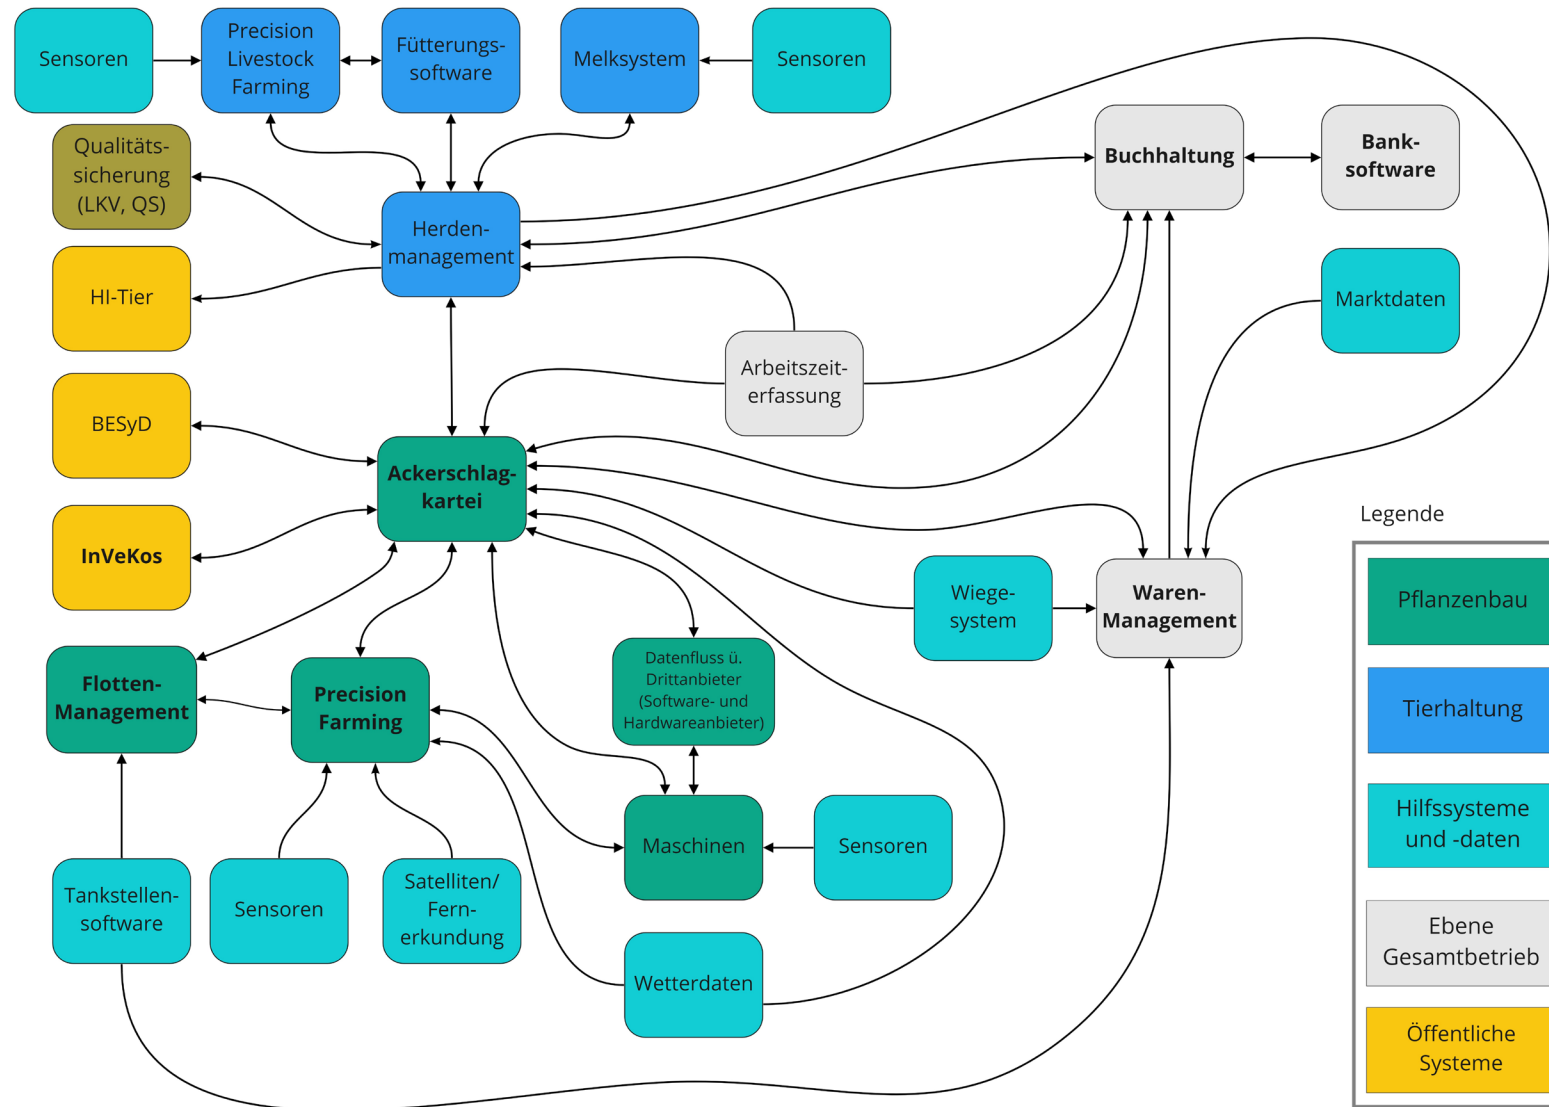 Sensoren
Precision
Livestock
Farming
Fütterungs-
software
Melksystem
Sensoren
Qualitäts-
sicherung
(LKV, QS)
Herden-
management
Buchhaltung
Bank-
software
HI-Tier
Marktdaten
Arbeitszeit-
erfassung
BESyD
Ackerschlag-
kartei
InVeKos
Wiege-
system
Waren-
Management
Flotten-
Management
Precision
Farming
Datenfluss ü.
Drittanbieter
(Software- und
Hardwareanbieter)
Maschinen
Sensoren
Tankstellen-
software
Sensoren
Satelliten/
Fern-
erkundung
Wetterdaten
Legende
Pflanzenbau
Tierhaltung
Hilfssysteme
und -daten
Ebene
Gesamtbetrieb
Öffentliche
Systeme